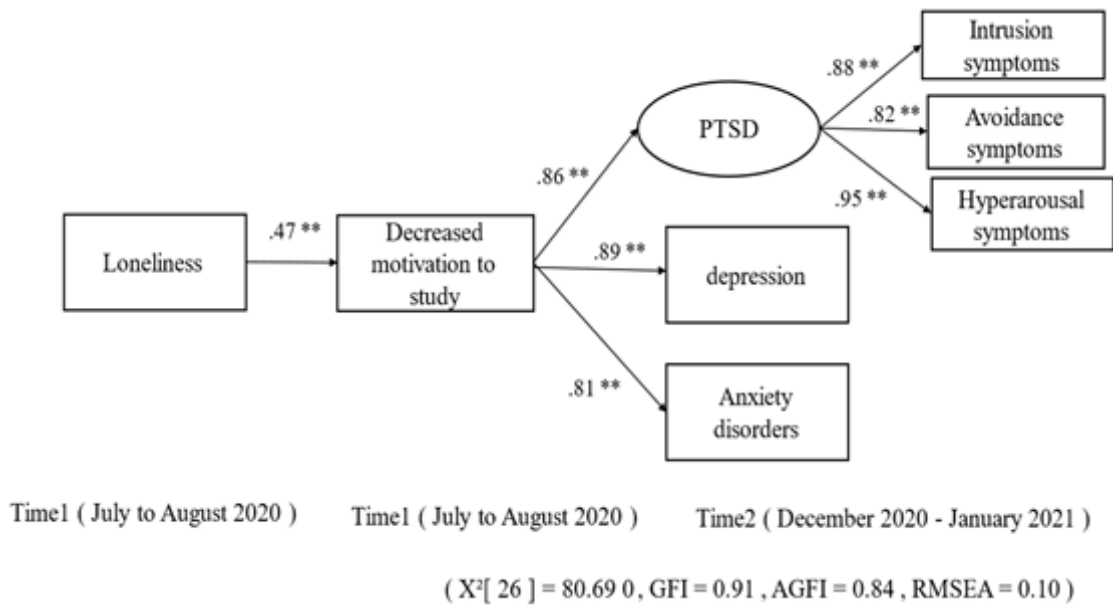 Intrusion
symptoms
.88 **
.82 **
PTSD
Avoidance
symptoms
.86 **
.95 **
Hyperarousal
symptoms
Loneliness
.47 **
Decreased
motivation to
study
.89 **
depression
.81 **
Anxiety
disorders
Time1 ( July to August 2020 )
Time1 ( July to August 2020 )
Time2 ( December 2020 - January 2021 )
( X²[ 26 ] = 80.69 0 , GFI = 0.91 , AGFI = 0.84 , RMSEA = 0.10 )